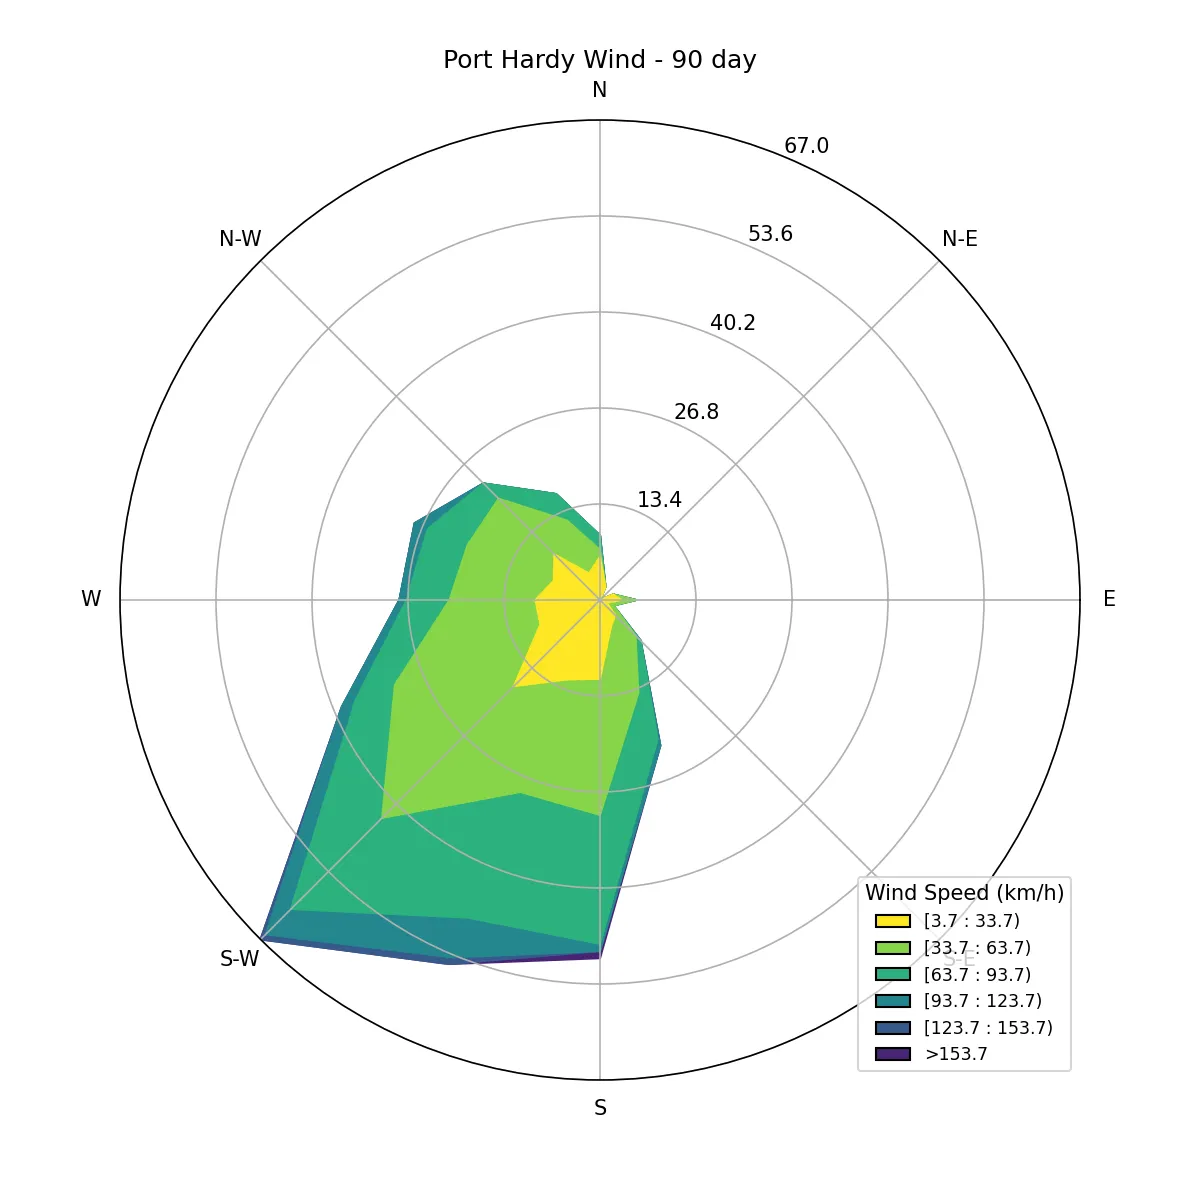 Port Hardy Wind - 90 day
N
67.0
N-W
53.6
N-E
40.2
26.8
13.4
W
E
Wind Speed (km/h)
[3.7 : 33.7)
[33.7 : 63.7)
S-W
S-E
[63.7 : 93.7)
[93.7 : 123.7)
[123.7 : 153.7)
>153.7
S